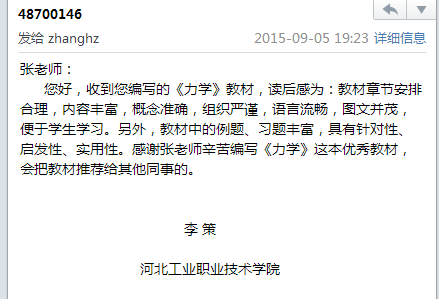 48700146
发给 zhanghz 2015-09-05 19:23 详细信息
张老师：
您好，收到您编写的《力学》教材，读后感为：教材章节安排
合理，内容丰富，概念准确，组织严谨，语言流畅，图文并茂，
便于学生学习。另外，教材中的例题、习题丰富，具有针对性、
启发性、实用性。感谢张老师辛苦编写《力学》这本优秀教材，
会把教材推荐给其他同事的。
李 策
河北工业职业技术学院